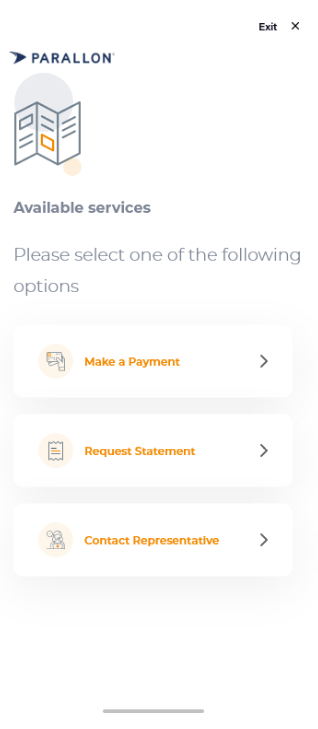 Exit ×
PARALLON
Available services
Please select one of the following
options
Make a Payment
Request Statement
Contact Representative